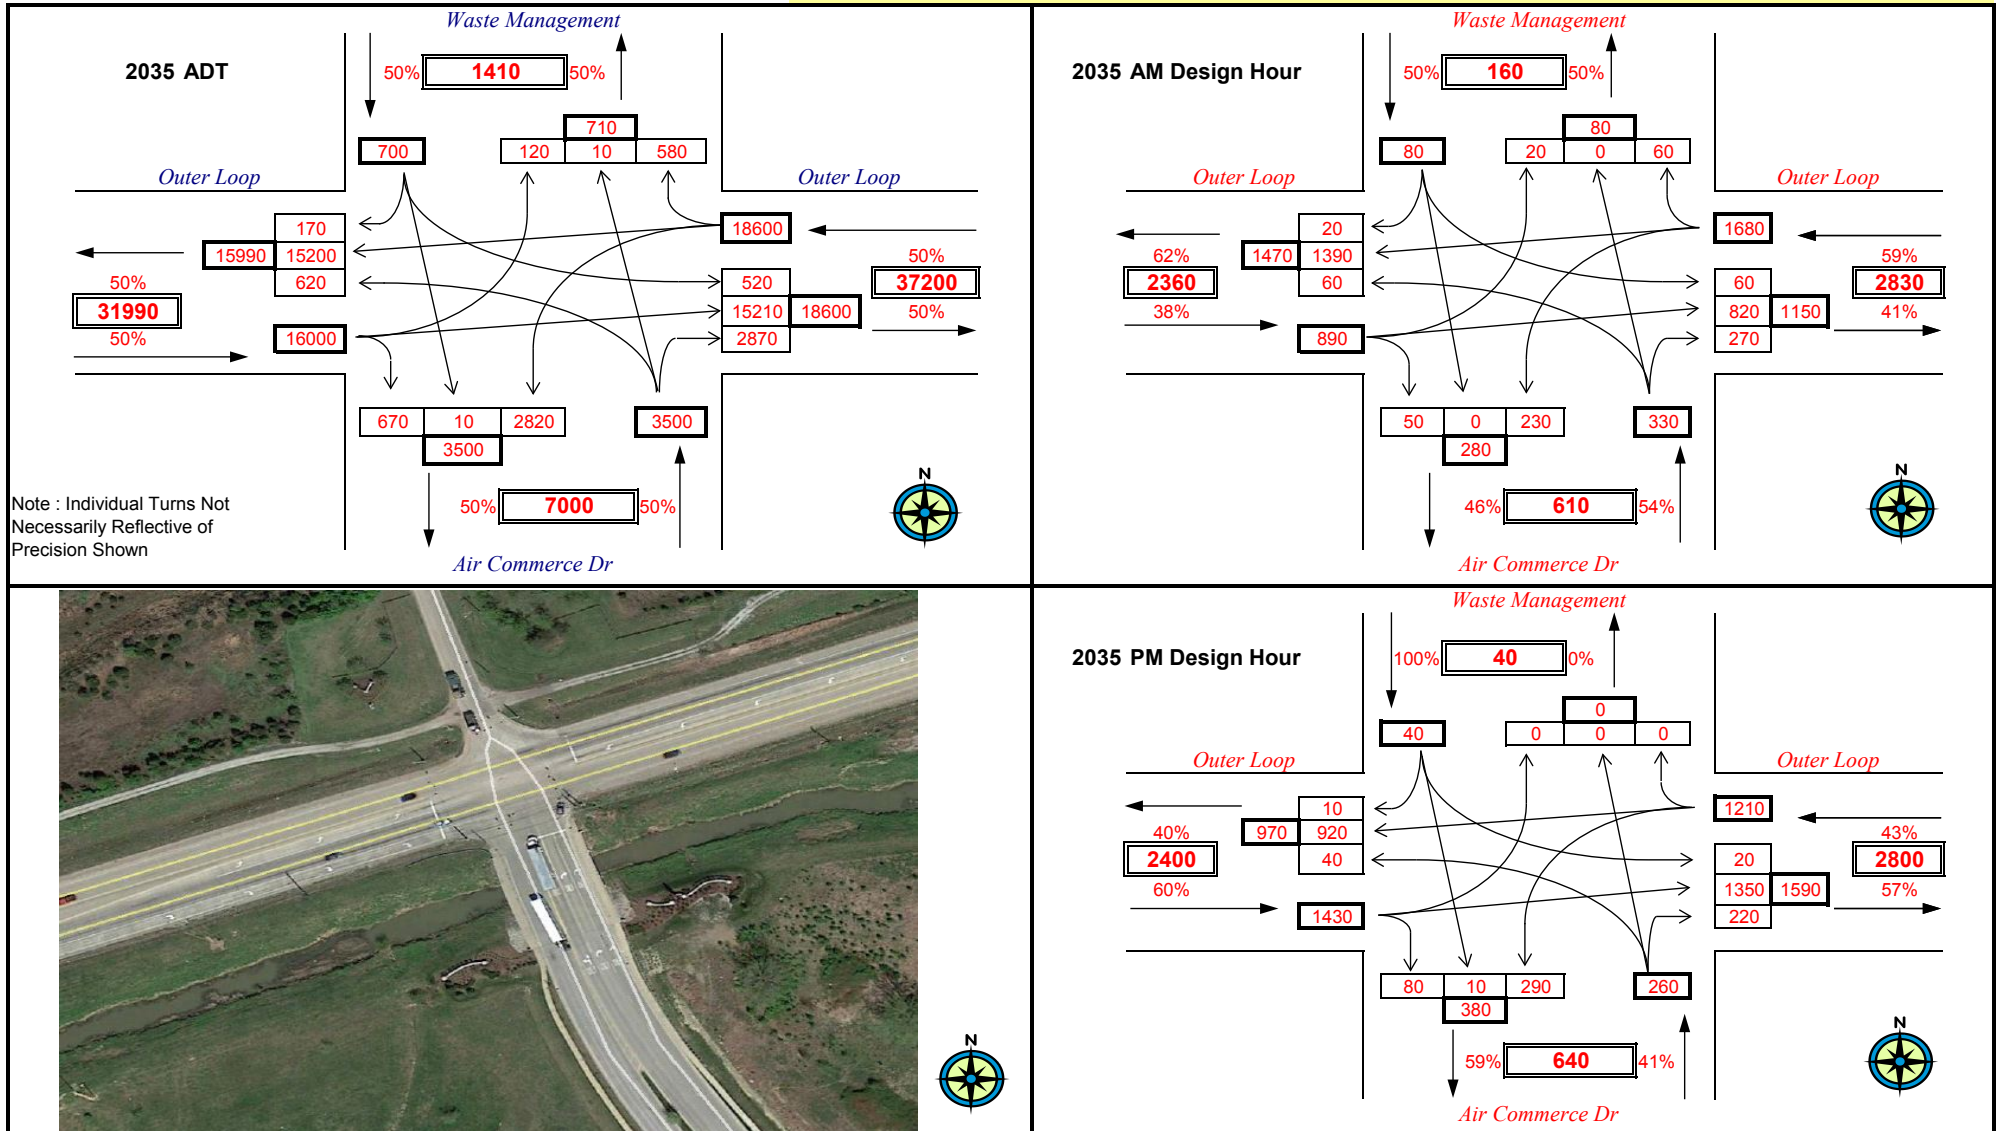 Waste Management
2035 ADT
50% 1410 50%
710
700 120 10 580
Outer Loop Outer Loop
170
15990 15200
620
18600
50%
31990
50%
50%
37200
50%
520
15210 18600
2870
16000
670 10 2820
3500
3500
50% 7000 50%
Note : Individual Turns Not
Necessarily Reflective of
Precision Shown
N
Air Commerce Dr
Waste Management
2035 AM Design Hour
50% 160 50%
80
80 20 0 60
Outer Loop Outer Loop
20
1470 1390
60
1680
62%
2360
38%
59%
2830
41%
60
820 1150
270
890
50 0 230
280
330
46% 610 54%
N
Air Commerce Dr
N
Waste Management
2035 PM Design Hour
100% 40 0%
0
40 0 0 0
Outer Loop Outer Loop
10
970 920
40
1210
40%
2400
60%
43%
2800
57%
20
1350 1590
220
1430
80 10 290
380
260
59% 640 41%
N
Air Commerce Dr